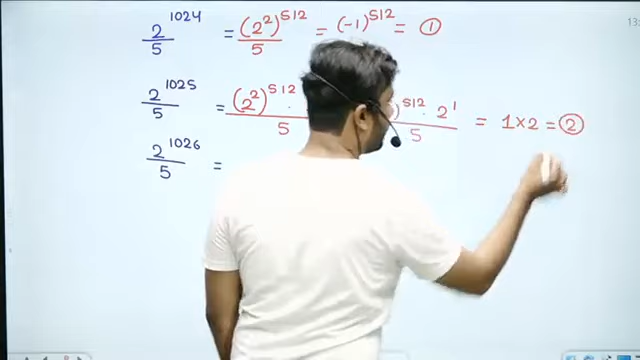 2^1024/5 = (2^2)^512/5 = (-1)^512 = 1
2^1025/5 = (2^2)^512 · /5 )^512 · 2^1/5 = 1×2 = 2
2^1026/5 =
13: